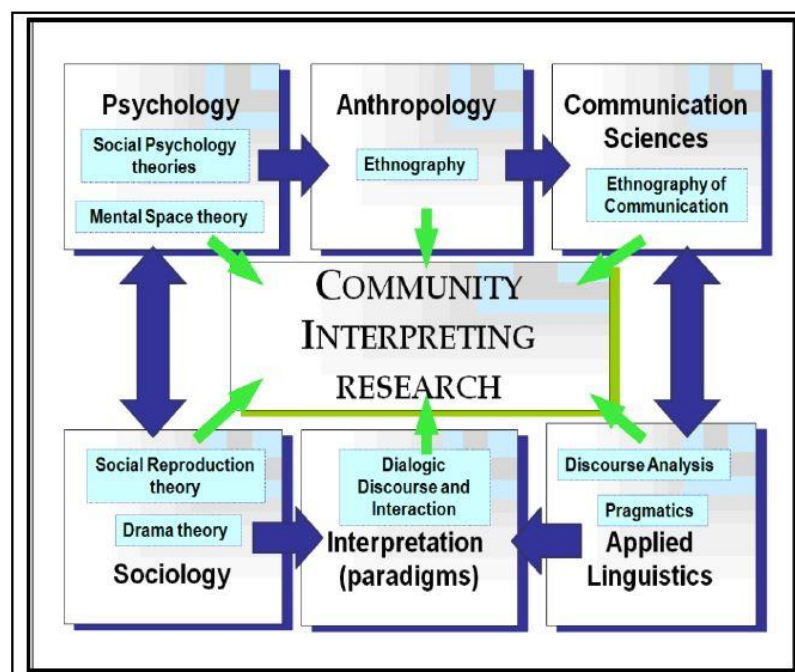 Psychology
Social Psychology
theories
Mental Space theory
Anthropology
Ethnography
Communication
Sciences
Ethnography of
Communication
COMMUNITY
INTERPRETING
RESEARCH
Social Reproduction
theory
Drama theory
Sociology
Dialogic
Discourse and
Interaction
Interpretation
(paradigms)
Discourse Analysis
Pragmatics
Applied
Linguistics